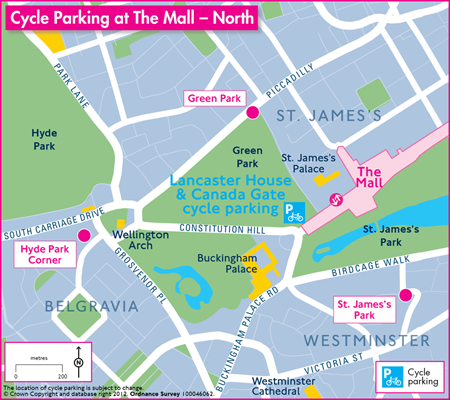 Cycle Parking at The Mall – North
PARK LANE
PICCADILLY
Green Park
ST. JAMES'S
Hyde
Park
Green
Park
St. James's
Palace
The
Mall
Lancaster House
& Canada Gate
cycle parking
P
SOUTH CARRIAGE DRIVE
Wellington
Arch
CONSTITUTION HILL
St. James's
Park
Hyde Park
Corner
GROSVENOR PL
Buckingham
Palace
BIRDCAGE WALK
BELGRAVIA
BUCKINGHAM PALACE RD
St. James's
Park
WESTMINSTER
VICTORIA ST
metres
0 200
N
Westminster
Cathedral
P
Cycle
parking
The location of cycle parking is subject to change.
© Crown Copyright and database right 2012. Ordnance Survey 100046062.